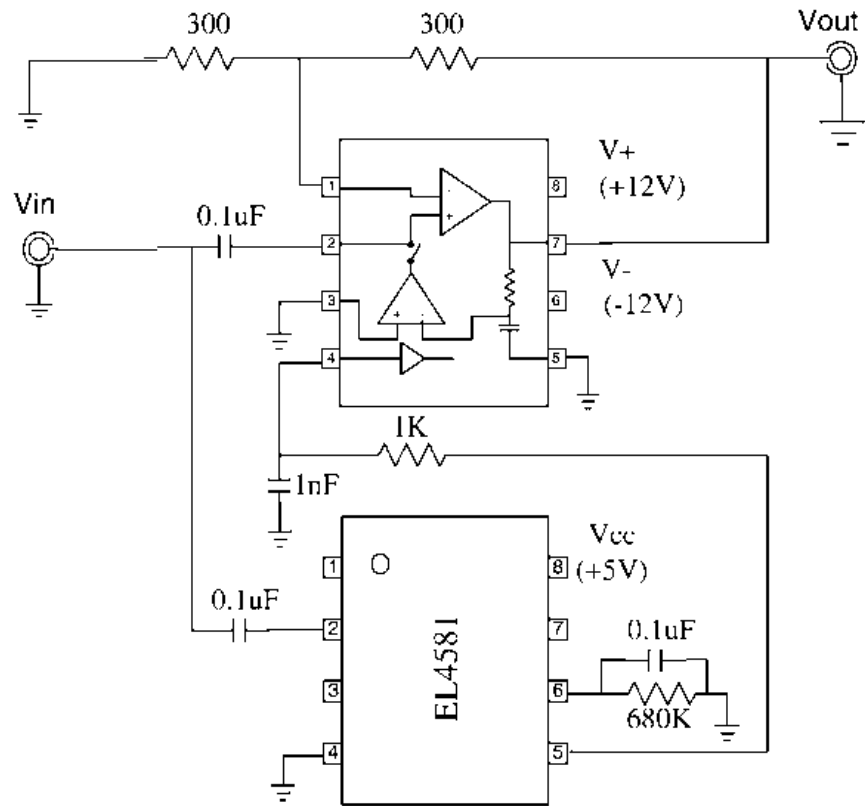 300
300
Vout
Vin
0.1uF
V+
(+12V)
V-
(-12V)
1
2
3
4
8
7
6
5
-
+
+
-
1K
1nF
0.1uF
EL4581
Vcc
(+5V)
1
2
3
4
8
7
6
5
0.1uF
680K